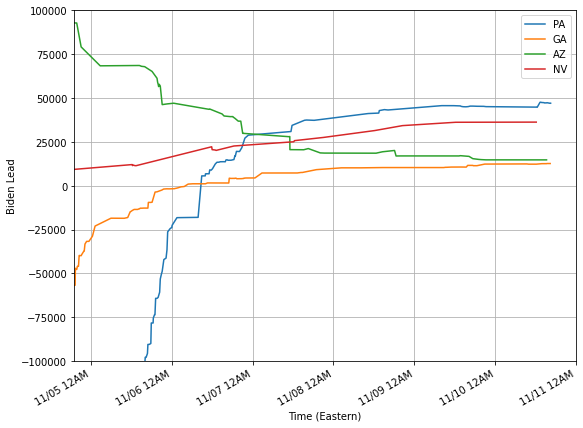 100000
75000
50000
25000
0
−25000
−50000
−75000
−100000
Biden Lead
PA
GA
AZ
NV
11/05 12AM
11/06 12AM
11/07 12AM
11/08 12AM
11/09 12AM
11/10 12AM
11/11 12AM
Time (Eastern)